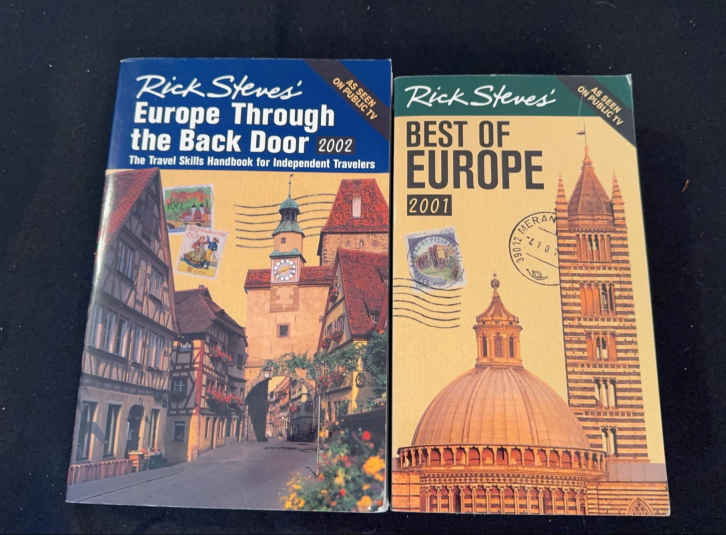 Rick Steves'
Europe Through
the Back Door 2002
The Travel Skills Handbook for Independent Travelers
AS SEEN
ON PUBLIC TV
Rick Steves'
BEST OF
EUROPE
2001
AS SEEN
ON PUBLIC TV
39012 MERAN